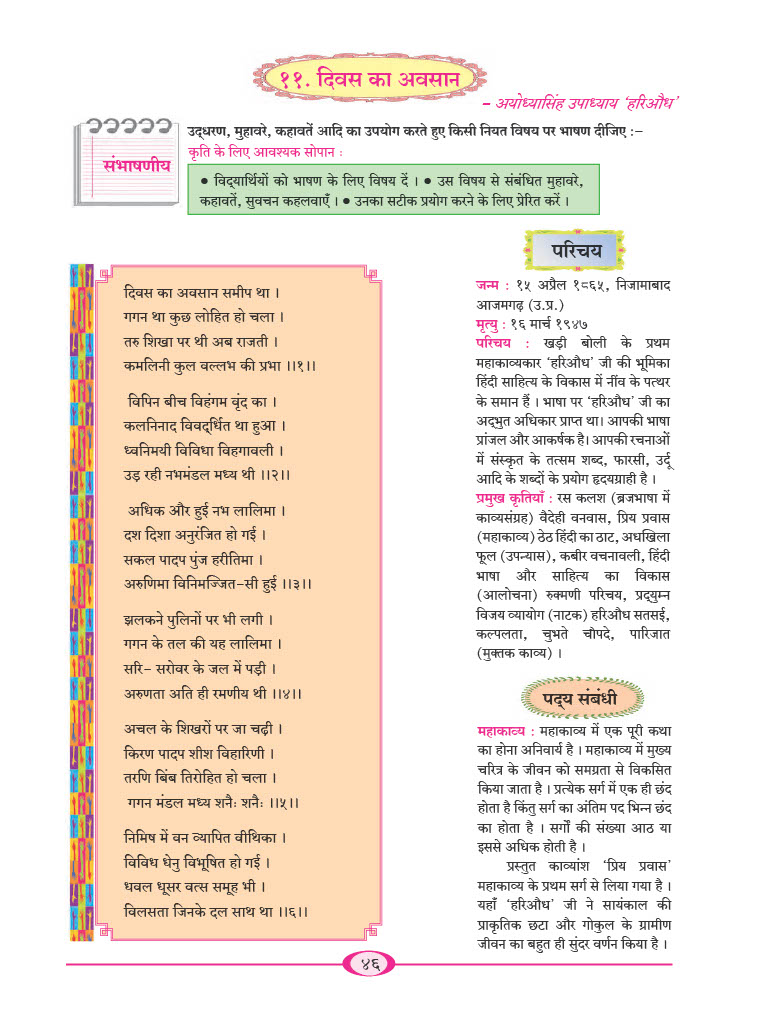 ११. दिवस का अवसान
– अयोध्यासिंह उपाध्याय ‘हरिऔध’
संभाषणीय
उद्धरण, मुहावरे, कहावतें आदि का उपयोग करते हुए किसी नियत विषय पर भाषण दीजिए :–
कृति के लिए आवश्यक सोपान :
• विद्यार्थियों को भाषण के लिए विषय दें । • उस विषय से संबंधित मुहावरे,
कहावतें, सुवचन कहलवाएँ । • उनका सटीक प्रयोग करने के लिए प्रेरित करें ।
दिवस का अवसान समीप था ।
गगन था कुछ लोहित हो चला ।
तरु शिखा पर थी अब राजती ।
कमलिनी कुल वल्लभ की प्रभा ।।१।।
विपिन बीच विहंगम वृंद का ।
कलनिनाद विवर्द्धित था हुआ ।
ध्वनिमयी विविधा विहगावली ।
उड़ रही नभमंडल मध्य थी ।।२।।
अधिक और हुई नभ लालिमा ।
दश दिशा अनुरंजित हो गई ।
सकल पादप पुंज हरीतिमा ।
अरुणिमा विनिमज्जित-सी हुई ।।३।।
झलकने पुलिनों पर भी लगी ।
गगन के तल की यह लालिमा ।
सरि- सरोवर के जल में पड़ी ।
अरुणता अति ही रमणीय थी ।।४।।
अचल के शिखरों पर जा चढ़ी ।
किरण पादप शीश विहारिणी ।
तरणि बिंब तिरोहित हो चला ।
गगन मंडल मध्य शनैः शनैः ।।५।।
निमिष में वन व्यापित वीथिका ।
विविध धेनु विभूषित हो गई ।
धवल धूसर वत्स समूह भी ।
विलसता जिनके दल साथ था ।।६।।
परिचय
जन्म : १५ अप्रैल १८६५, निजामाबाद
आजमगढ़ (उ.प्र.)
मृत्यु : १६ मार्च १९४७
परिचय : खड़ी बोली के प्रथम
महाकाव्यकार ‘हरिऔध’ जी की भूमिका
हिंदी साहित्य के विकास में नींव के पत्थर
के समान हैं । भाषा पर ‘हरिऔध’ जी का
अद्भुत अधिकार प्राप्त था। आपकी भाषा
प्रांजल और आकर्षक है। आपकी रचनाओं
में संस्कृत के तत्सम शब्द, फारसी, उर्दू
आदि के शब्दों के प्रयोग हृदयग्राही है ।
प्रमुख कृतियाँ : रस कलश (ब्रजभाषा में
काव्यसंग्रह) वैदेही वनवास, प्रिय प्रवास
(महाकाव्य) ठेठ हिंदी का ठाट, अधखिला
फूल (उपन्यास), कबीर वचनावली, हिंदी
भाषा और साहित्य का विकास
(आलोचना) रुक्मणी परिचय, प्रद्युम्न
विजय व्यायोग (नाटक) हरिऔध सतसई,
कल्पलता, चुभते चौपदे, पारिजात
(मुक्तक काव्य) ।
पद्य संबंधी
महाकाव्य : महाकाव्य में एक पूरी कथा
का होना अनिवार्य है । महाकाव्य में मुख्य
चरित्र के जीवन को समग्रता से विकसित
किया जाता है । प्रत्येक सर्ग में एक ही छंद
होता है किंतु सर्ग का अंतिम पद भिन्न छंद
का होता है । सर्गों की संख्या आठ या
इससे अधिक होती है ।
प्रस्तुत काव्यांश ‘प्रिय प्रवास’
महाकाव्य के प्रथम सर्ग से लिया गया है ।
यहाँ ‘हरिऔध’ जी ने सायंकाल की
प्राकृतिक छटा और गोकुल के ग्रामीण
जीवन का बहुत ही सुंदर वर्णन किया है ।
४६